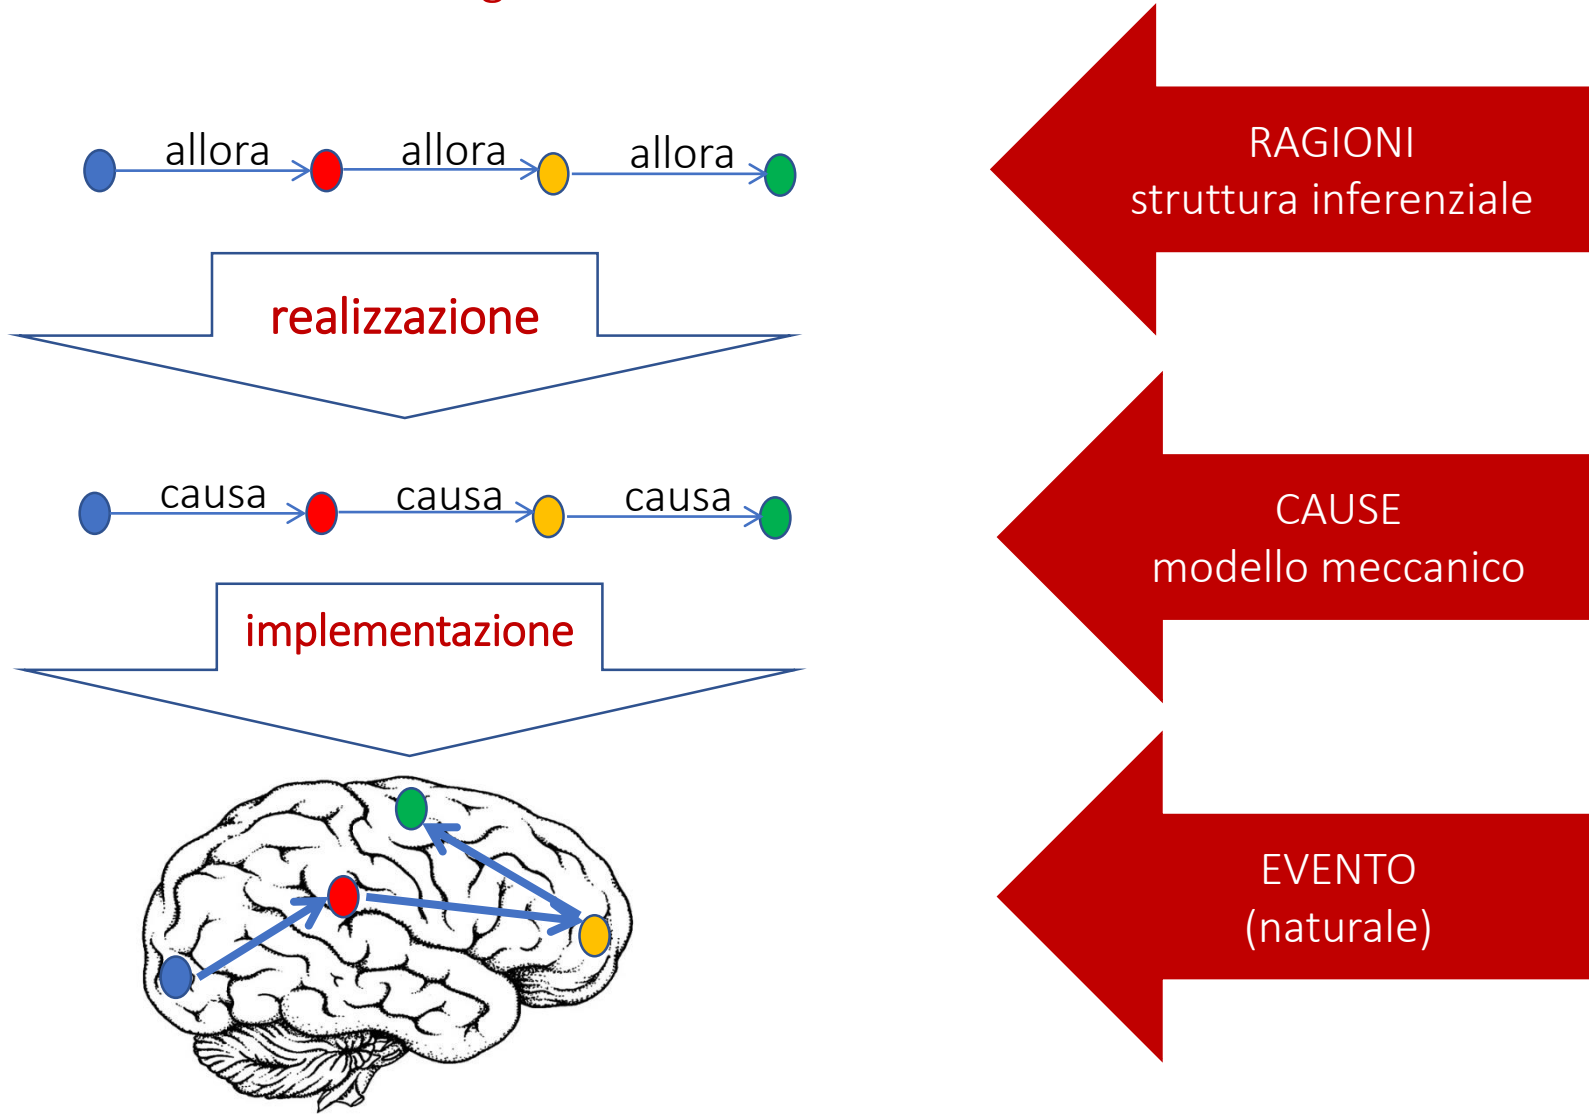 allora allora allora
RAGIONI
struttura inferenziale
realizzazione
causa causa causa
CAUSE
modello meccanico
implementazione
EVENTO
(naturale)